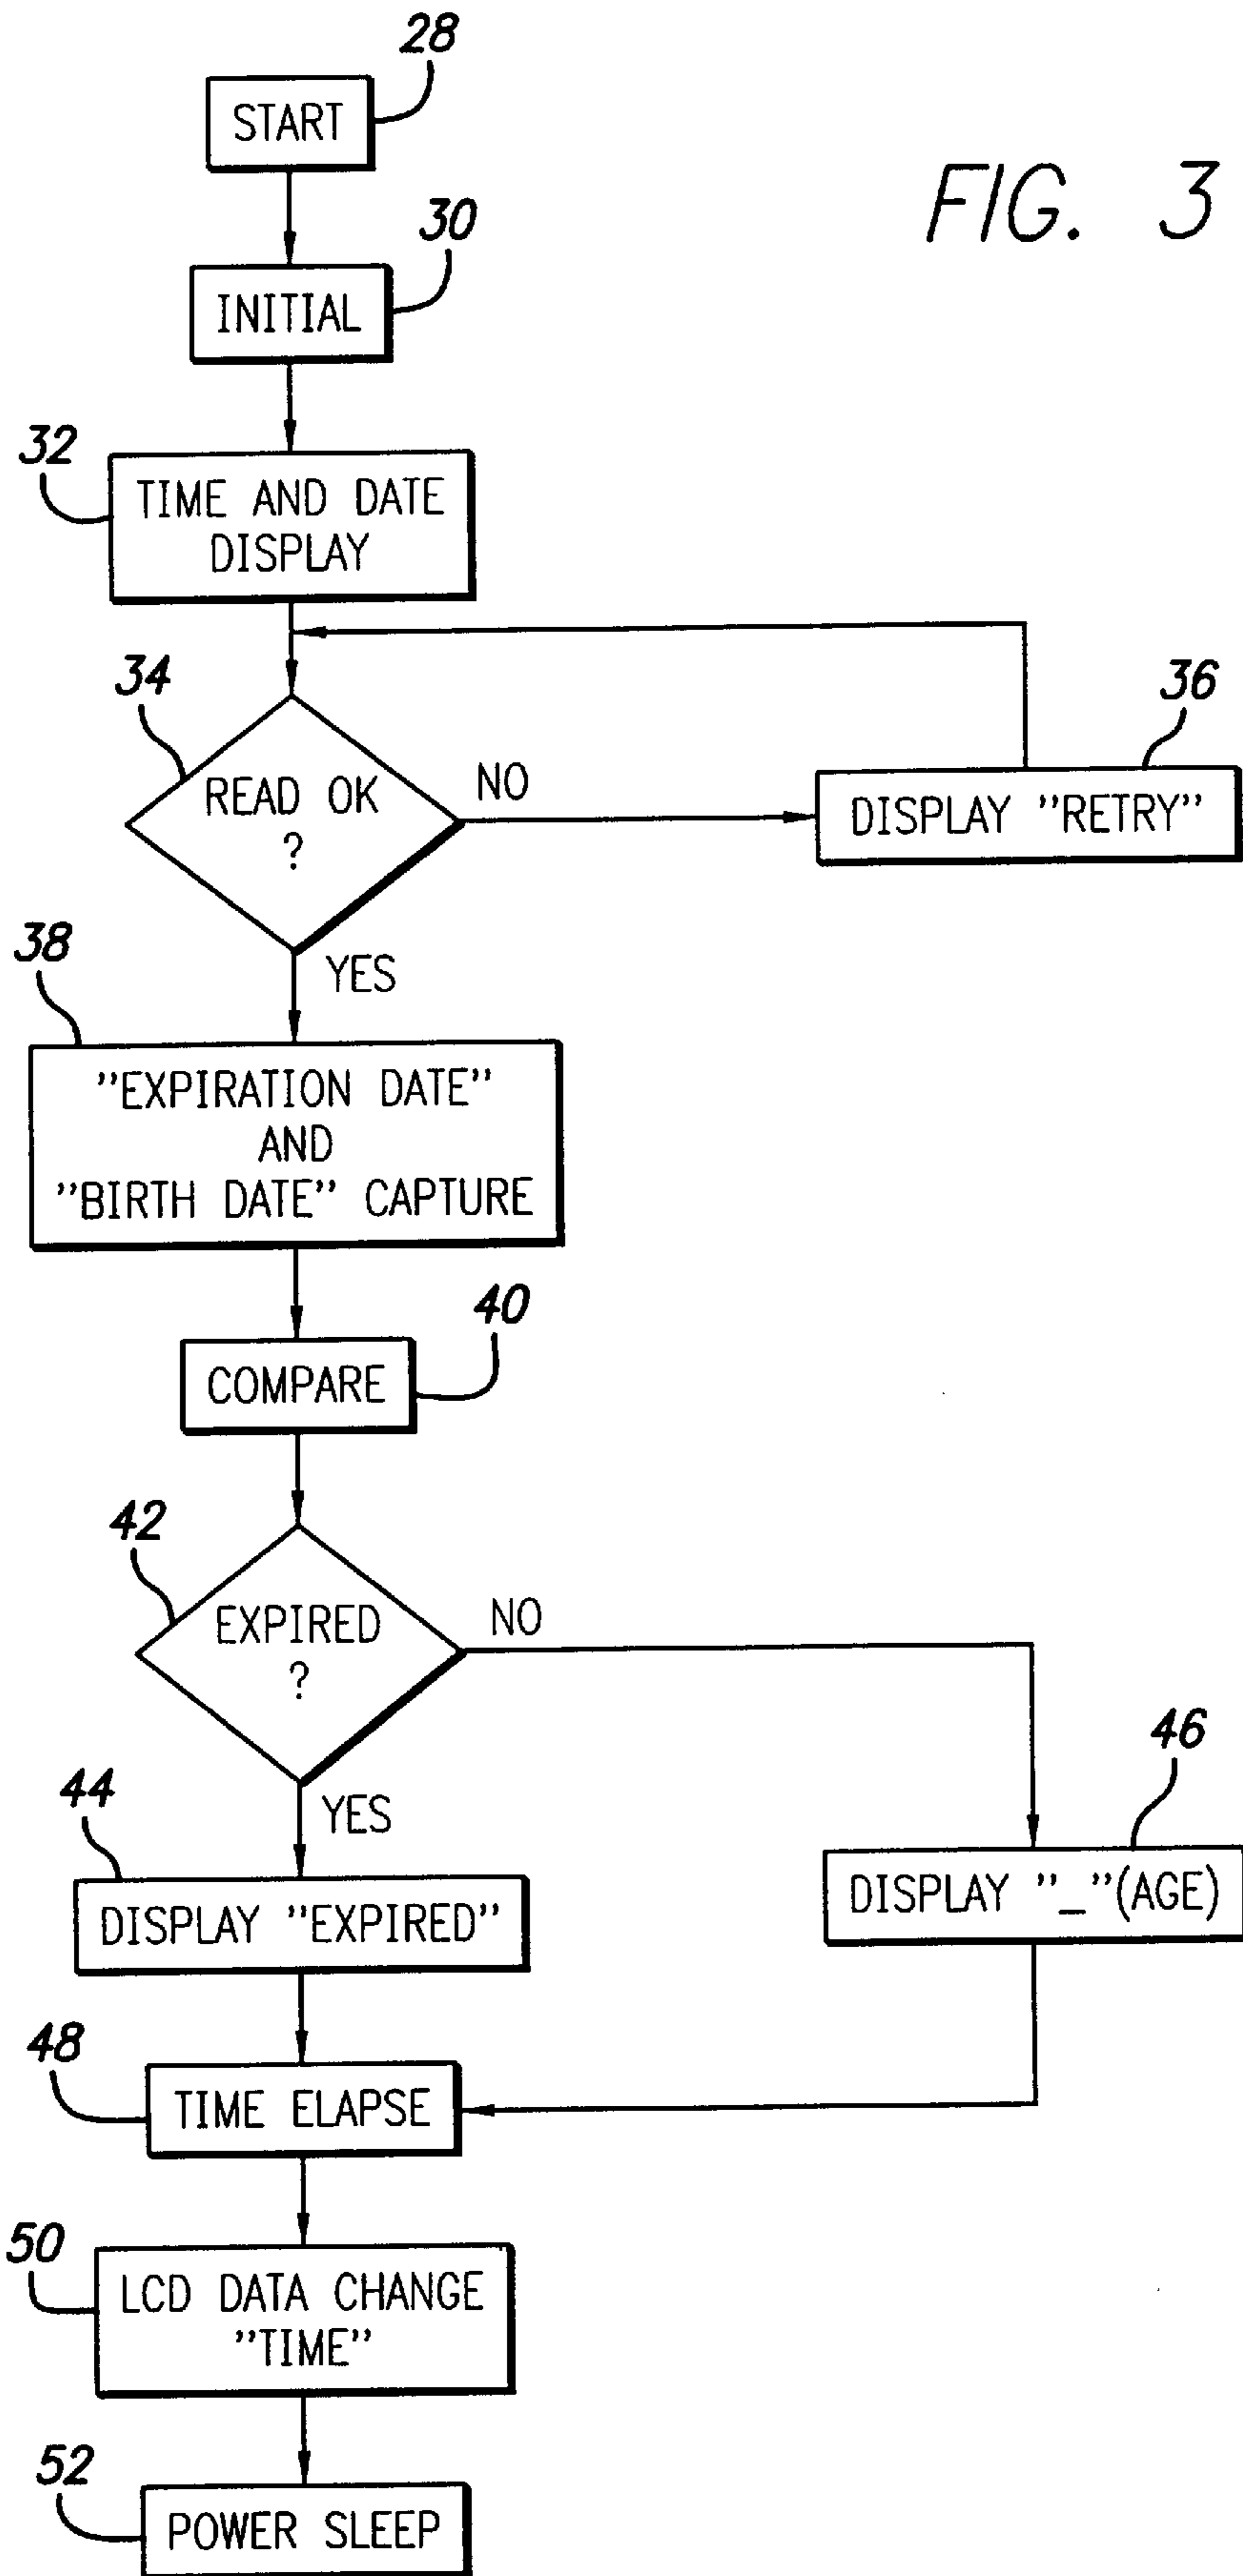 28
START
FIG. 3
30
INITIAL
32
TIME AND DATE
DISPLAY
34
READ OK
?
NO
36
DISPLAY "RETRY"
YES
38
"EXPIRATION DATE"
AND
"BIRTH DATE" CAPTURE
40
COMPARE
42
EXPIRED
?
NO
YES
44
DISPLAY "EXPIRED"
46
DISPLAY "_"(AGE)
48
TIME ELAPSE
50
LCD DATA CHANGE
"TIME"
52
POWER SLEEP